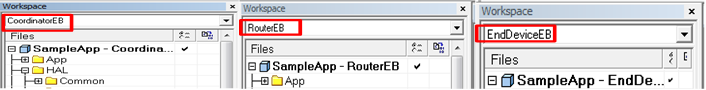 Workspace
CoordinatorEB
Files
SampleApp - Coordina...
App
HAL
Common
Workspace
RouterEB
Files
SampleApp - RouterEB
App
Workspace
EndDeviceEB
Files
SampleApp - EndDe...